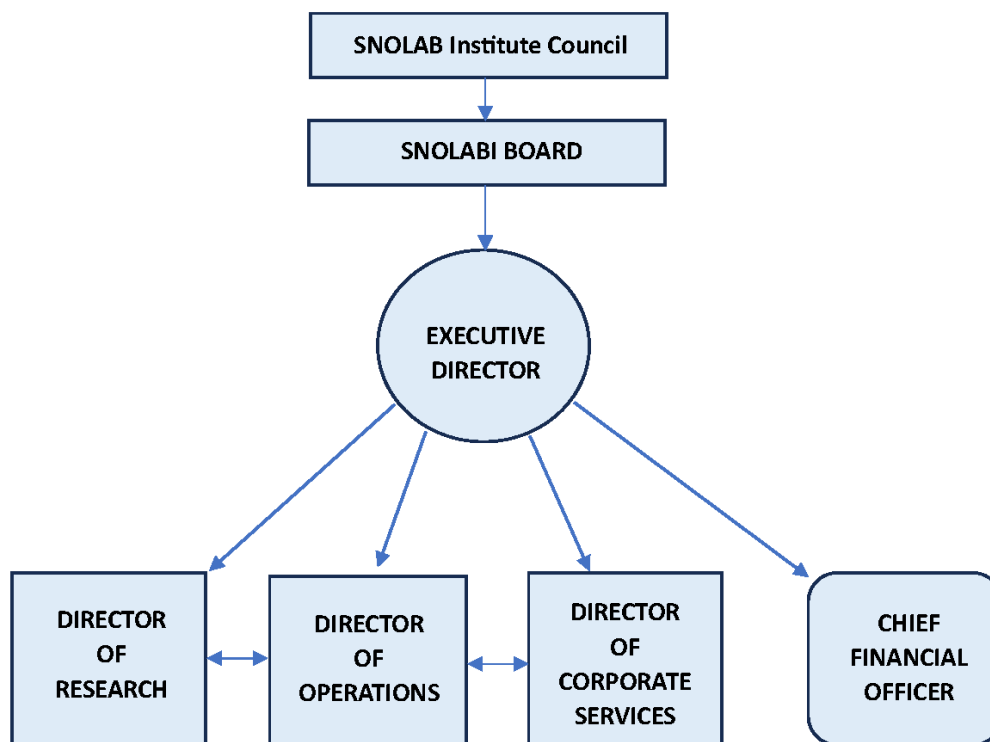 SNOLAB Institute Council
SNOLABI BOARD
EXECUTIVE
DIRECTOR
DIRECTOR
OF
RESEARCH
DIRECTOR
OF
OPERATIONS
DIRECTOR
OF
CORPORATE
SERVICES
CHIEF
FINANCIAL
OFFICER